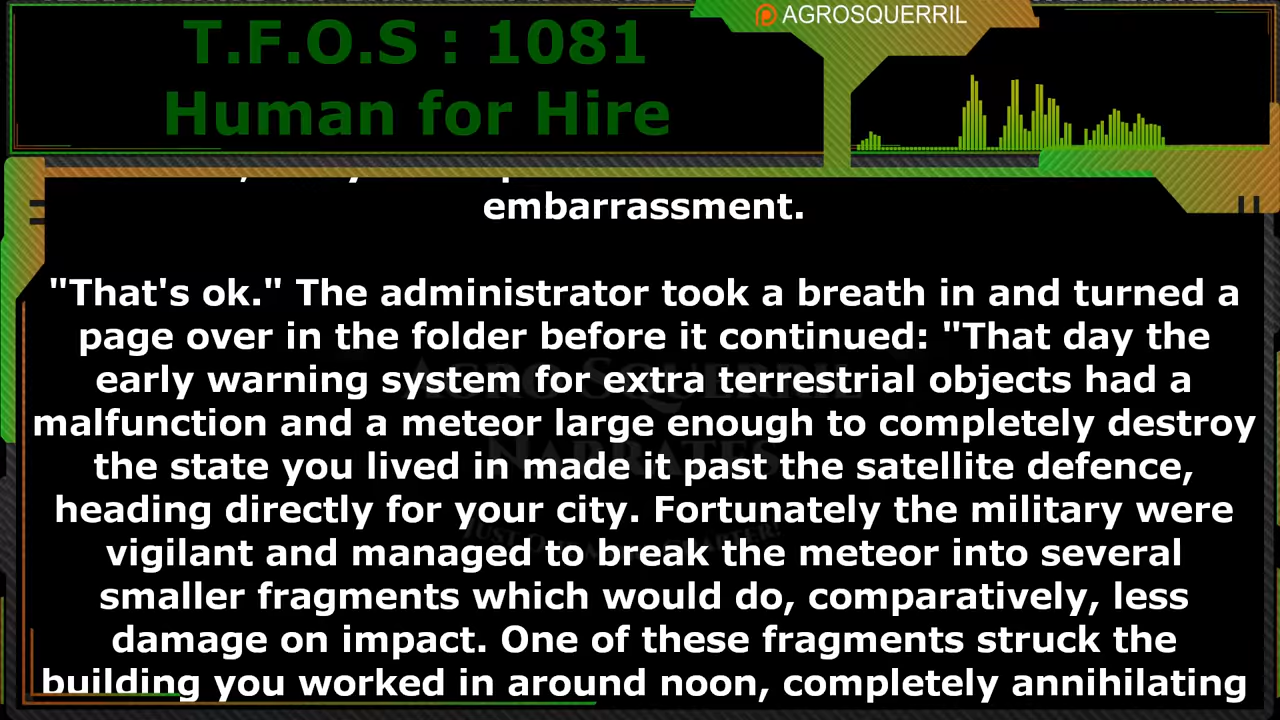 AGROSQUERRIL
T.F.O.S : 1081
Human for Hire
embarrassment.
"That's ok." The administrator took a breath in and turned a
page over in the folder before it continued: "That day the
early warning system for extra terrestrial objects had a
malfunction and a meteor large enough to completely destroy
the state you lived in made it past the satellite defence,
heading directly for your city. Fortunately the military were
vigilant and managed to break the meteor into several
smaller fragments which would do, comparatively, less
damage on impact. One of these fragments struck the
building you worked in around noon, completely annihilating
Agro Squerril
Narrates